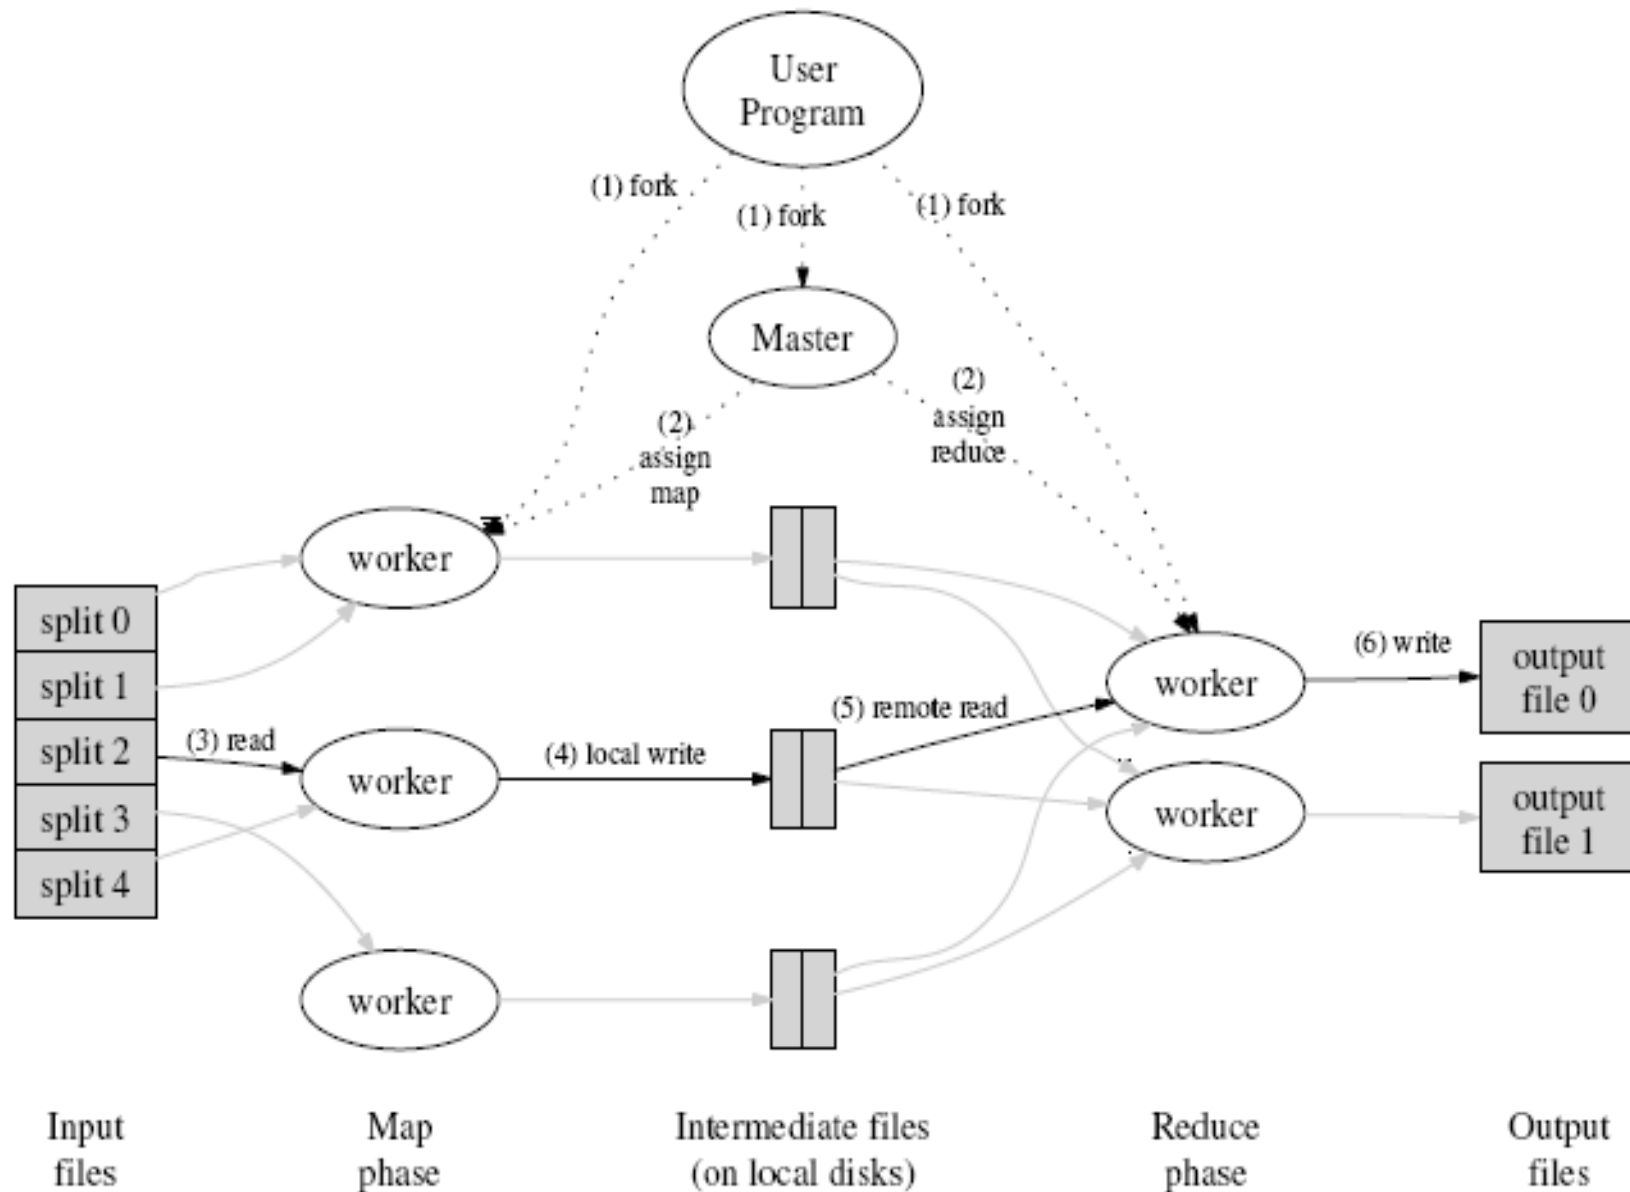 User
Program
(1) fork
(1) fork
(1) fork
Master
(2)
assign
map
(2)
assign
reduce
worker
split 0
split 1
split 2
split 3
split 4
(3) read
worker
(4) local write
worker
(5) remote read
worker
worker
(6) write
output
file 0
output
file 1
Input
files
Map
phase
Intermediate files
(on local disks)
Reduce
phase
Output
files